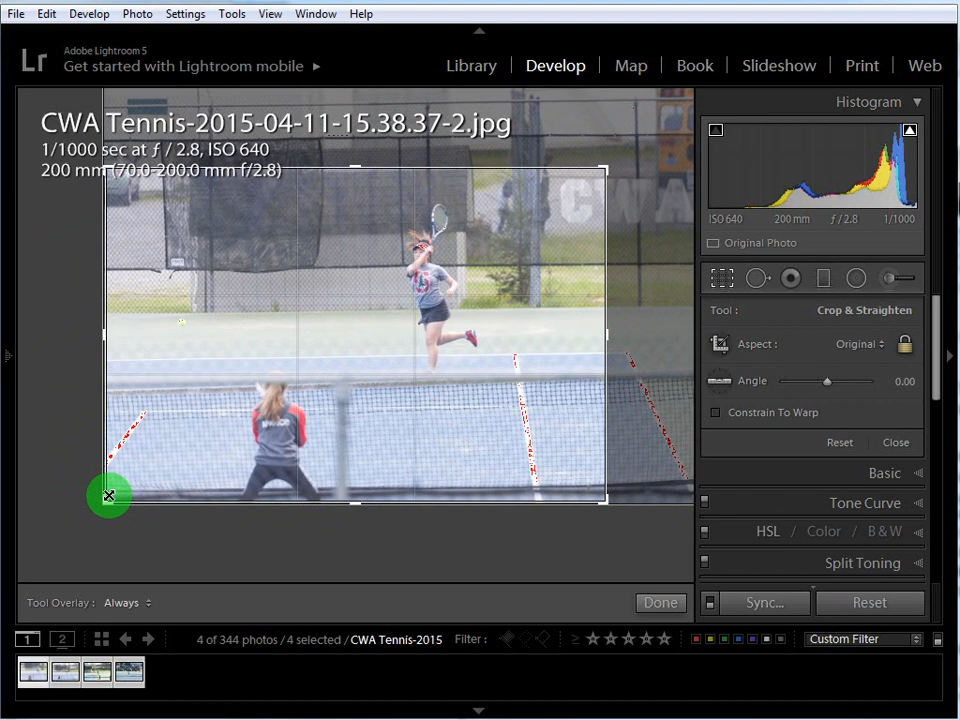 File Edit Develop Photo Settings Tools View Window Help
Lr
Adobe Lightroom 5
Get started with Lightroom mobile ▸
Library | Develop | Map | Book | Slideshow | Print | Web
CWA Tennis-2015-04-11-15.38.37-2.jpg
1/1000 sec at ƒ / 2.8, ISO 640
200 mm (70.0-200.0 mm f/2.8)
CWA
Histogram
ISO 640 200 mm ƒ / 2.8 1/1000
Original Photo
Tool : Crop & Straighten
Aspect : Original
Angle 0.00
Constrain To Warp
Reset Close
Basic
Tone Curve
HSL / Color / B & W
Split Toning
Tool Overlay : Always
Done
Sync...
Reset
1 2
4 of 344 photos / 4 selected / CWA Tennis-2015
Filter :
Custom Filter